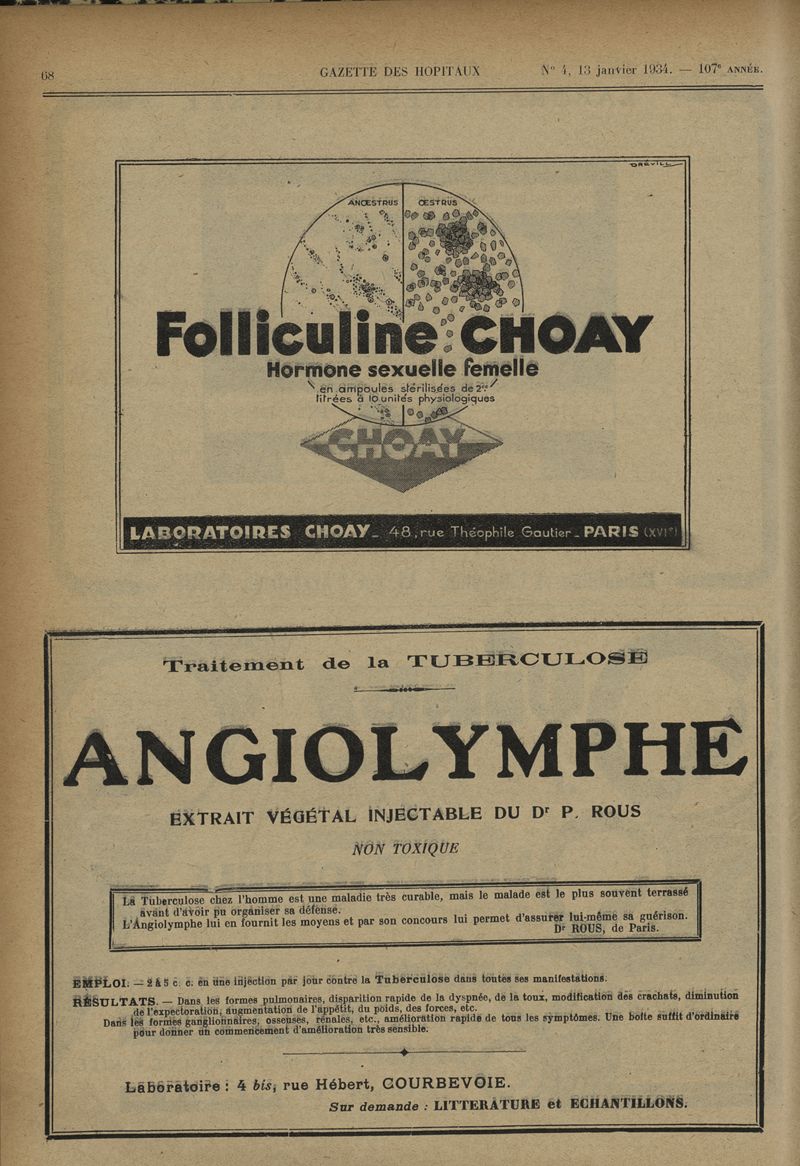 68
GAZETTE DES HOPITAUX
N° 4, 13 janvier 1934. — 107e ANNÉE.
DRÉVILL
ANŒSTRUS
ŒSTRUS
Folliculine CHOAY
Hormone sexuelle femelle
en ampoules stérilisées de 2cc
titrées à 10 unités physiologiques
CHOAY
LABORATOIRES CHOAY_ 48, rue Théophile Gautier_ PARIS (XVIe)
Traitement de la TUBERCULOSE
ANGIOLYMPHE
EXTRAIT VÉGÉTAL INJECTABLE DU Dr P. ROUS
NON TOXIQUE
La Tuberculose chez l'homme est une maladie très curable, mais le malade est le plus souvent terrassé
avant d'avoir pu organiser sa défense.
L'Angiolymphe lui en fournit les moyens et par son concours lui permet d'assurer lui-même sa guérison.
Dr ROUS, de Paris.
EMPLOI. — 2 à 5 c. c. en une injection par jour contre la Tuberculose dans toutes ses manifestations.
RÉSULTATS. — Dans les formes pulmonaires, disparition rapide de la dyspnée, de la toux, modification des crachats, diminution
de l'expectoration, augmentation de l'appétit, du poids, des forces, etc.
Dans les formes ganglionnaires, osseuses, rénales, etc., amélioration rapide de tous les symptômes. Une boîte suffit d'ordinaire
pour donner un commencement d'amélioration très sensible.
Laboratoire : 4 bis, rue Hébert, COURBEVOIE.
Sur demande : LITTERATURE et ECHANTILLONS.